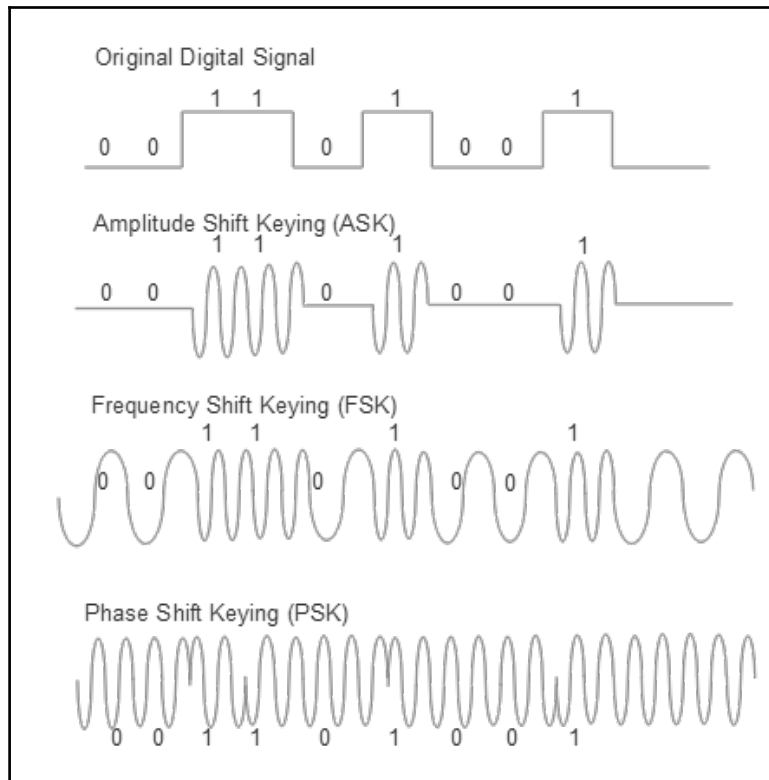 Original Digital Signal
1 1 1 1
0 0 0 0 0
Amplitude Shift Keying (ASK)
1 1 1 1
0 0 0 0 0
Frequency Shift Keying (FSK)
1 1 1 1
0 0 0 0 0
Phase Shift Keying (PSK)
0 0 1 1 0 1 0 0 1